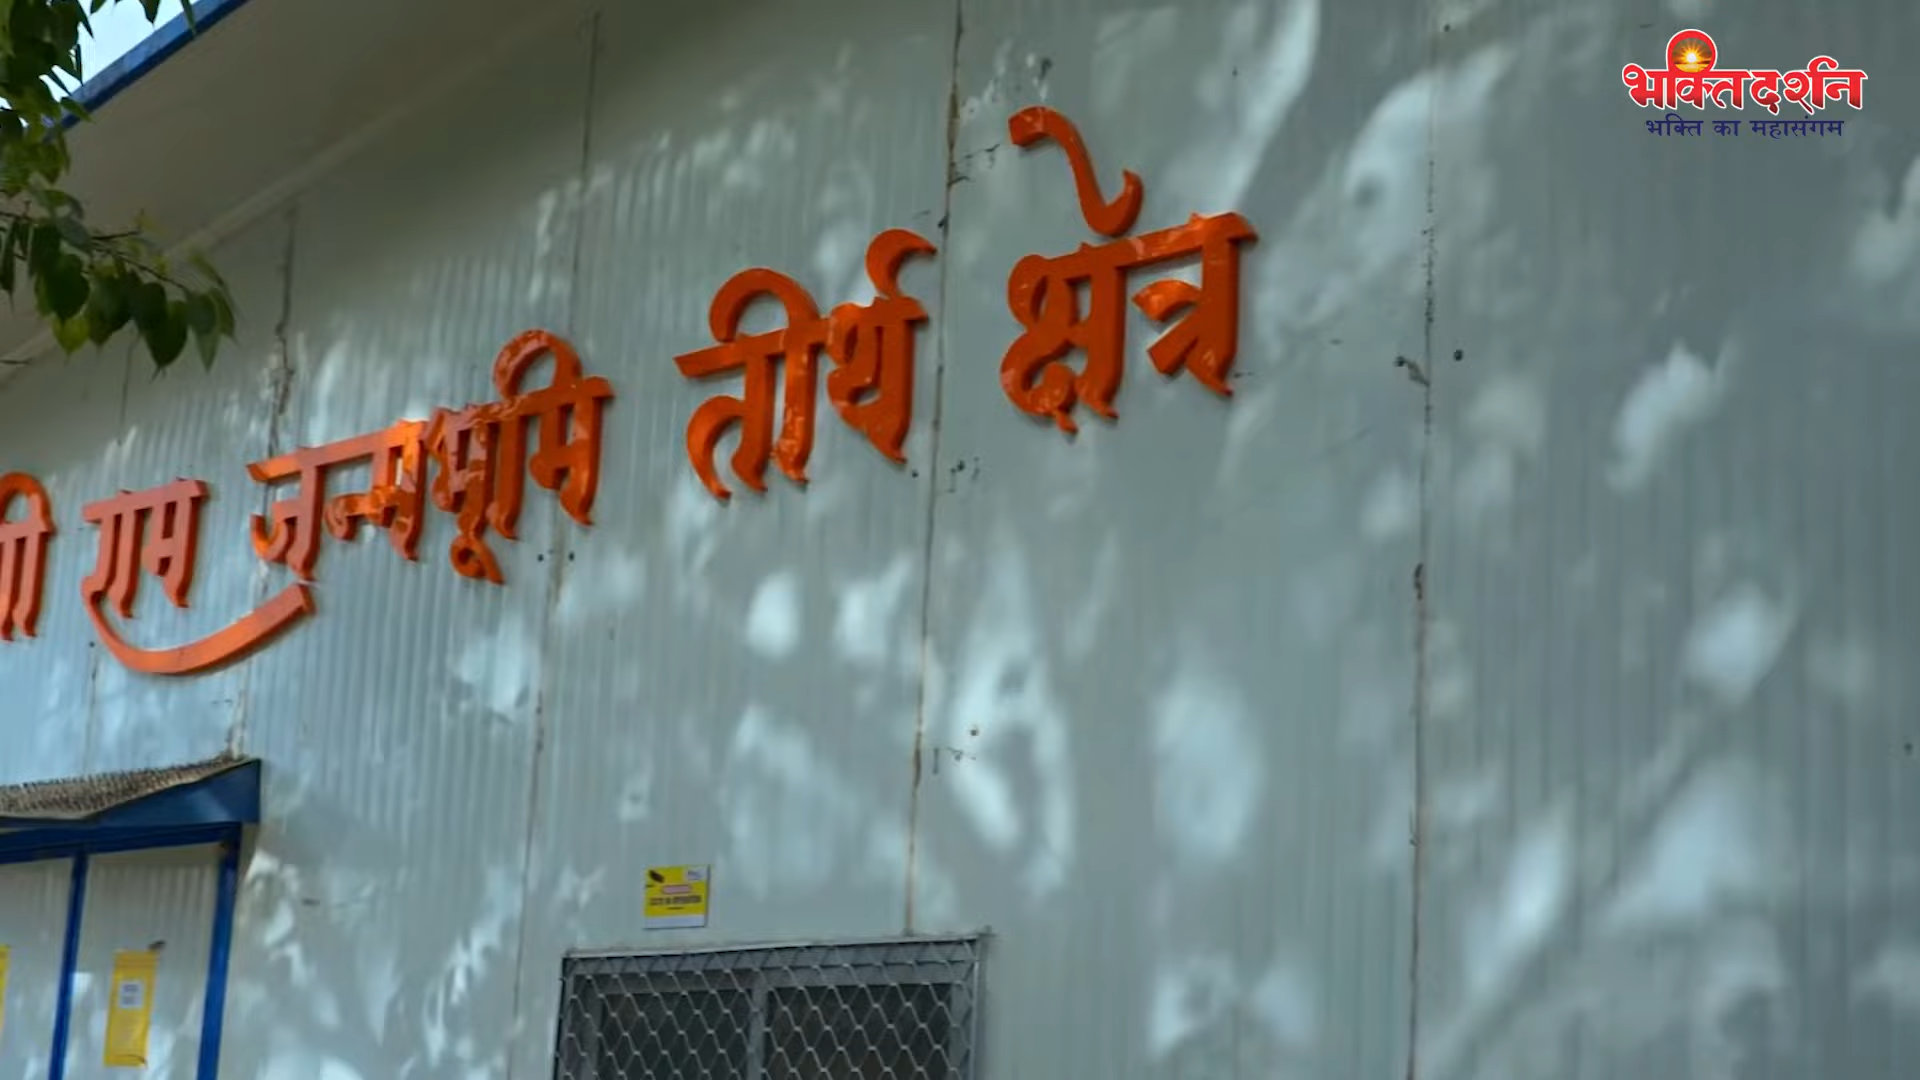 भक्ति दर्शन
भक्ति का महासंगम
राम जन्मभूमि तीर्थ क्षेत्र